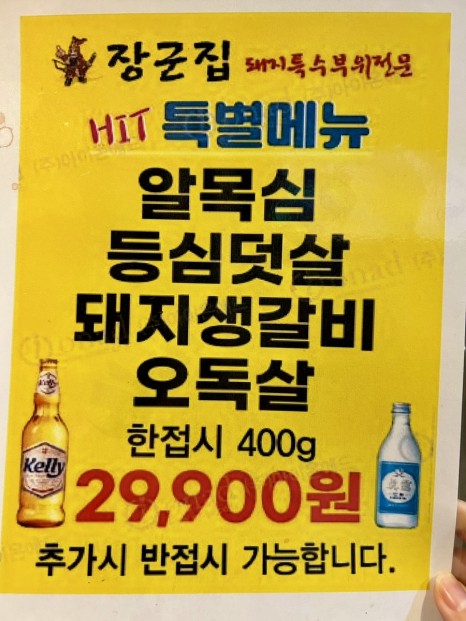 장군집 돼지특수부위전문
HIT 특별메뉴
알목심
등심덧살
돼지생갈비
오독살
한접시 400g
Kelly
29,900원
추가시 반접시 가능합니다.